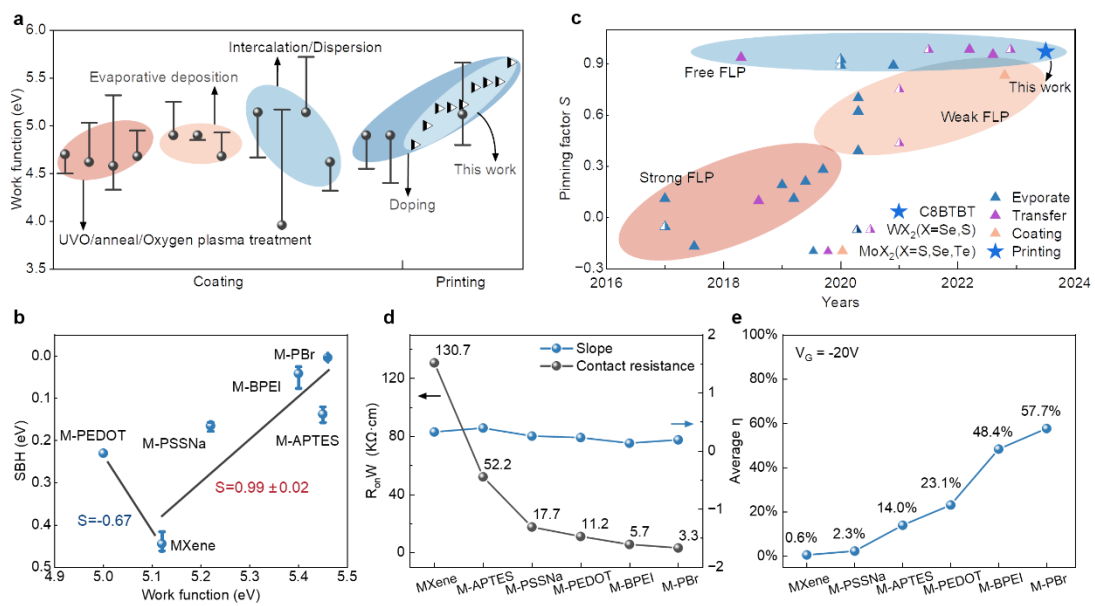 a
6.0
5.5
5.0
4.5
4.0
3.5
Work function (eV)
Intercalation/Dispersion
Evaporative deposition
This work
Doping
UVO/anneal/Oxygen plasma treatment
Coating
Printing
c
0.9
0.6
0.3
0.0
−0.3
Pinning factor S
Free FLP
This work
Weak FLP
Strong FLP
Evporate
C8BTBT
Transfer
WX2(X=Se,S)
Coating
MoX2(X=S,Se,Te)
Printing
2016
2018
2020
2022
2024
Years
b
0.0
0.1
0.2
0.3
0.4
0.5
SBH (eV)
M-PBr
M-BPEI
M-PEDOT
M-PSSNa
M-APTES
S=0.99 ± 0.02
S=-0.67
MXene
4.9
5.0
5.1
5.2
5.3
5.4
5.5
Work function (eV)
d
160
120
80
40
0
RonW (KΩ·cm)
130.7
Slope
Contact resistance
52.2
17.7
11.2
5.7
3.3
2
1
0
−1
−2
MXene
M-APTES
M-PSSNa
M-PEDOT
M-BPEI
M-PBr
e
100%
80%
60%
40%
20%
0%
Average η
VG = -20V
57.7%
48.4%
23.1%
14.0%
2.3%
0.6%
MXene
M-PSSNa
M-APTES
M-PEDOT
M-BPEI
M-PBr